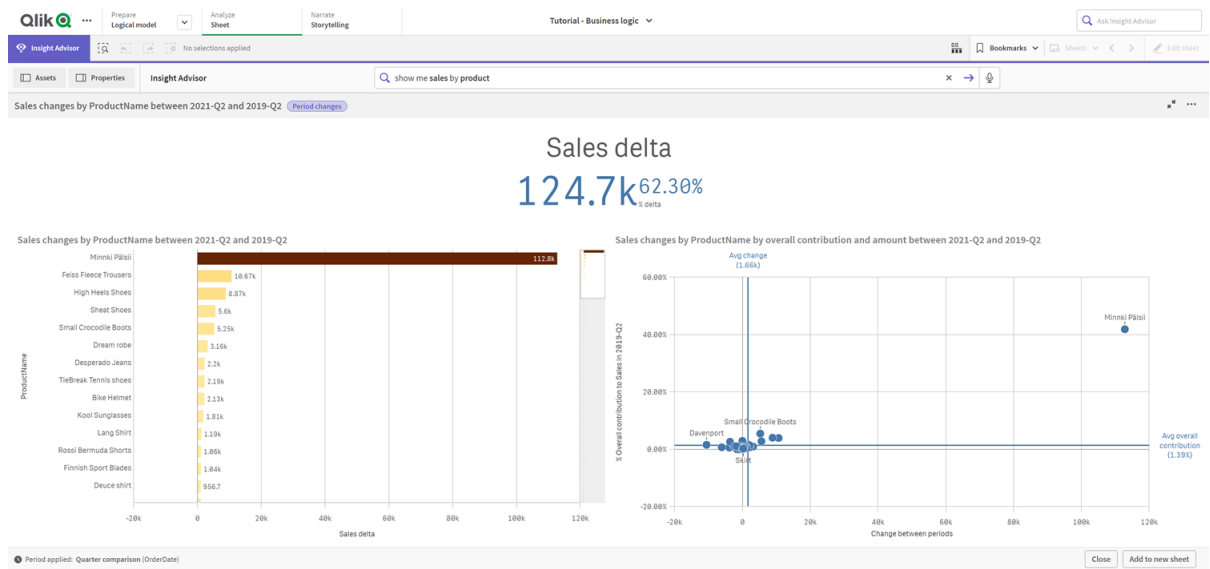 Qlik
Prepare
Logical model
Analyze
Sheet
Narrate
Storytelling
Tutorial - Business logic
Ask Insight Advisor
Insight Advisor
No selections applied
Bookmarks
Sheets
Edit sheet
Assets
Properties
Insight Advisor
show me sales by product
Sales changes by ProductName between 2021-Q2 and 2019-Q2
Period changes
Sales delta
124.7k
62.30%
% delta
Sales changes by ProductName between 2021-Q2 and 2019-Q2
ProductName
Minnki Pälsii
112.8k
Feiss Fleece Trousers
10.67k
High Heels Shoes
8.87k
Sheat Shoes
5.6k
Small Crocodile Boots
5.25k
Dream robe
3.16k
Desperado Jeans
2.2k
TieBreak Tennis shoes
2.19k
Bike Helmet
2.13k
Kool Sunglasses
1.81k
Lang Shirt
1.19k
Rossi Bermuda Shorts
1.06k
Finnish Sport Blades
1.04k
Deuce shirt
956.7
-20k
0
20k
40k
60k
80k
100k
120k
Sales delta
Sales changes by ProductName by overall contribution and amount between 2021-Q2 and 2019-Q2
Avg change
(1.66k)
% Overall contribution to Sales in 2019-Q2
60.00%
40.00%
20.00%
0.00%
-20.00%
Minnki Pälsii
Small Crocodile Boots
Davenport
Skirt
Avg overall
contribution
(1.39%)
-20k
0
20k
40k
60k
80k
100k
120k
Change between periods
Period applied: Quarter comparison (OrderDate)
Close
Add to new sheet